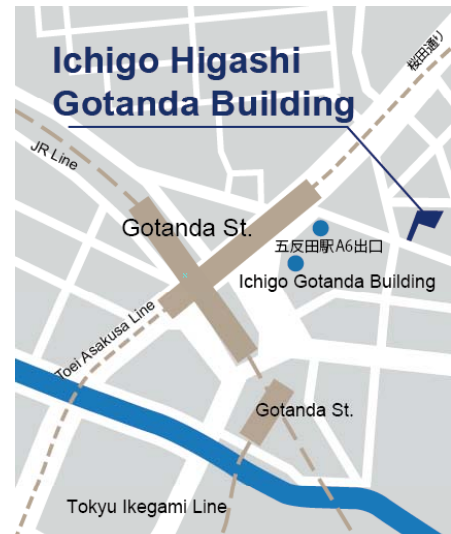 Ichigo Higashi
Gotanda Building
桜田通り
JR Line
Gotanda St.
五反田駅A6出口
Ichigo Gotanda Building
Toei Asakusa Line
Gotanda St.
Tokyu Ikegami Line